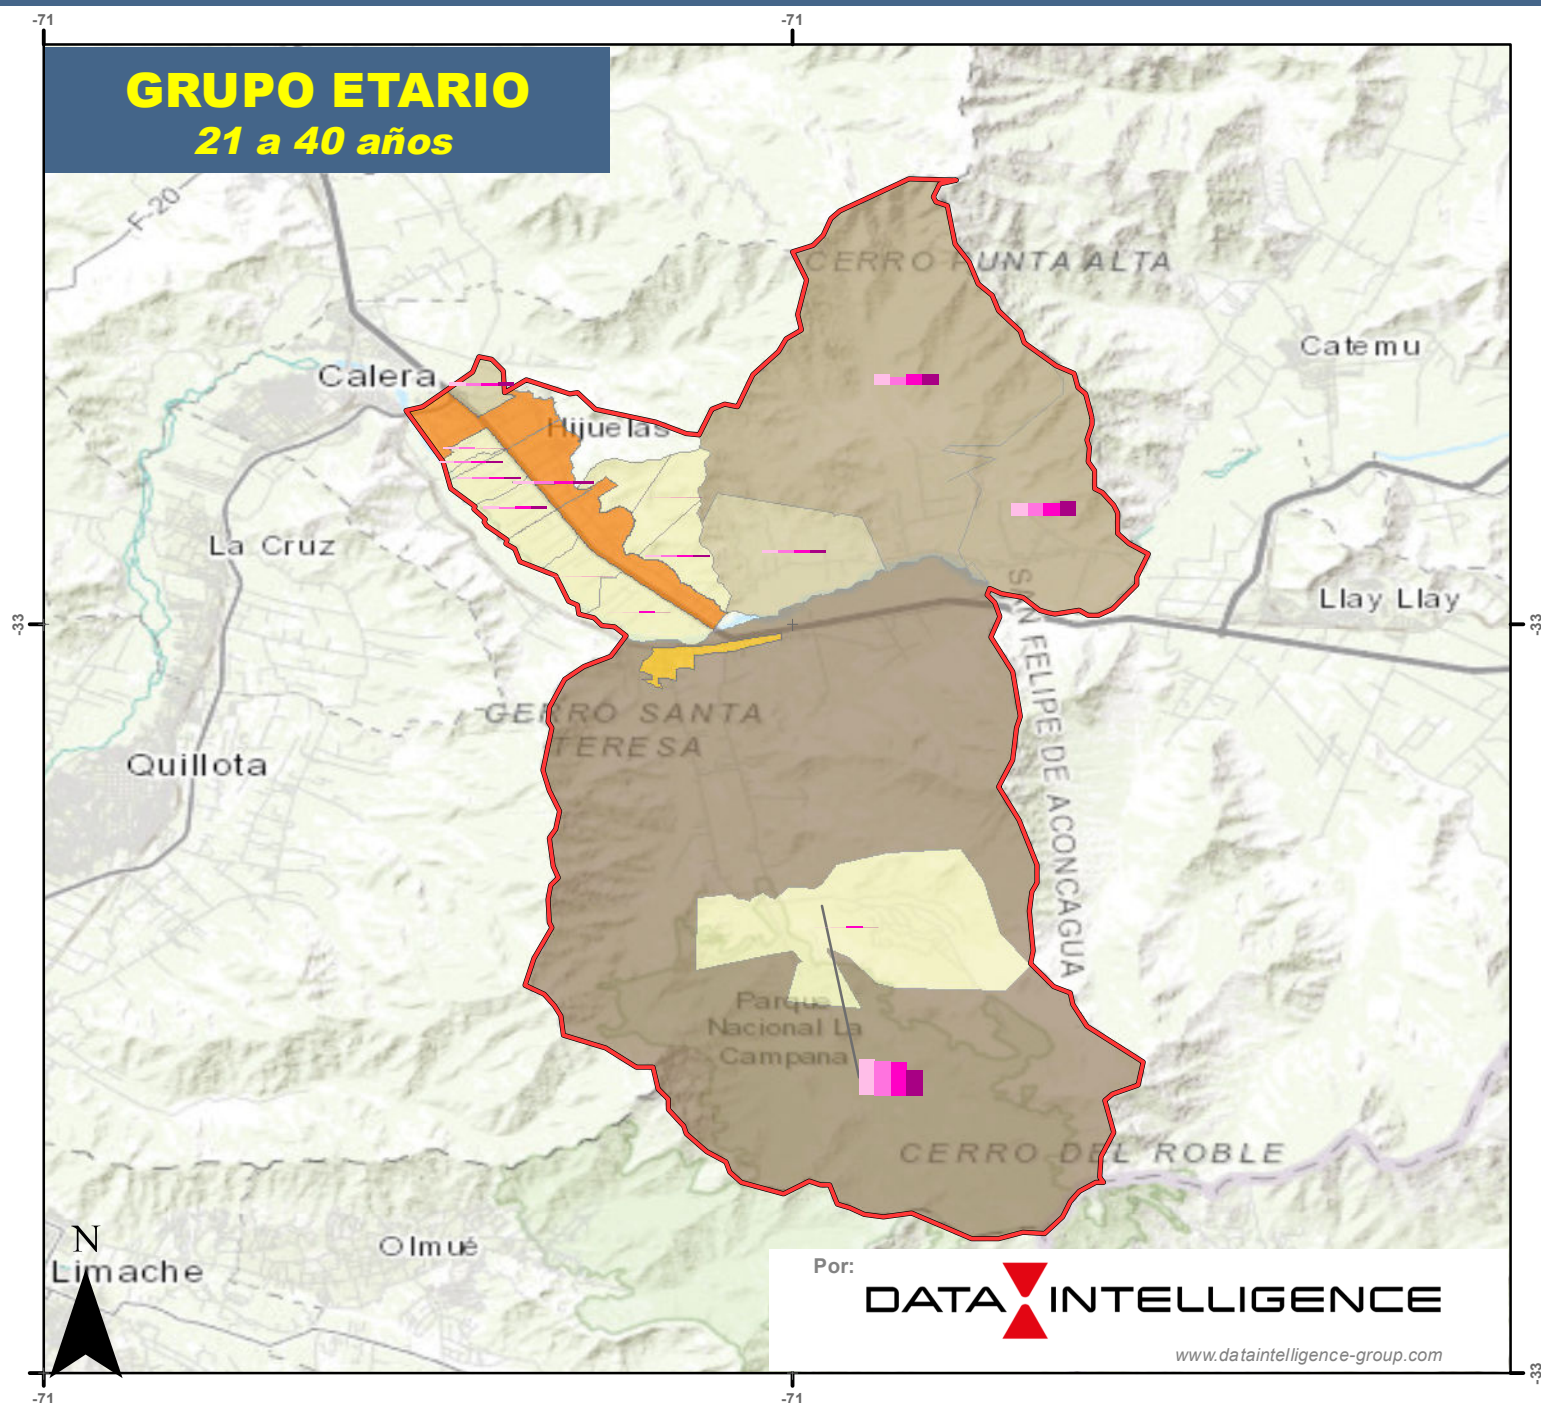 -71
-71
GRUPO ETARIO
21 a 40 años
F-20
CERRO PUNTA ALTA
Catemu
Calera
Hijuelas
La Cruz
Llay Llay
-33
-33
SAN FELIPE DE ACONCAGUA
CERRO SANTA
TERESA
Quillota
Parque
Nacional La
Campana
CERRO DEL ROBLE
N
Olmué
Limache
Por:
DATA INTELLIGENCE
www.dataintelligence-group.com
-33
-71
-71